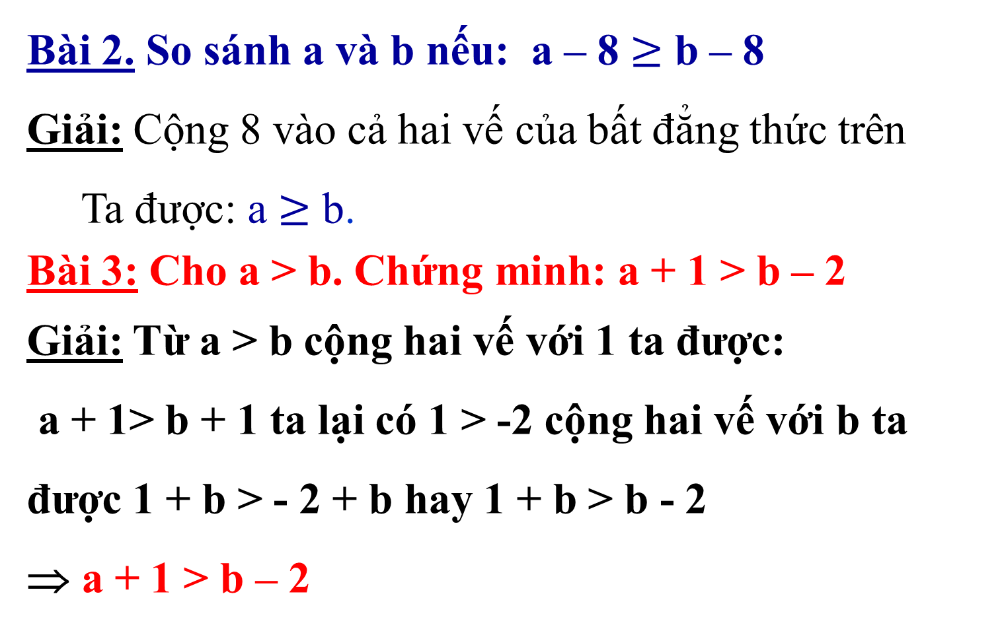 Bài 2. So sánh a và b nếu: a – 8 ≥ b – 8
Giải: Cộng 8 vào cả hai vế của bất đẳng thức trên
Ta được: a ≥ b.
Bài 3: Cho a > b. Chứng minh: a + 1 > b – 2
Giải: Từ a > b cộng hai vế với 1 ta được:
a + 1> b + 1 ta lại có 1 > -2 cộng hai vế với b ta
được 1 + b > - 2 + b hay 1 + b > b - 2
⇒ a + 1 > b – 2